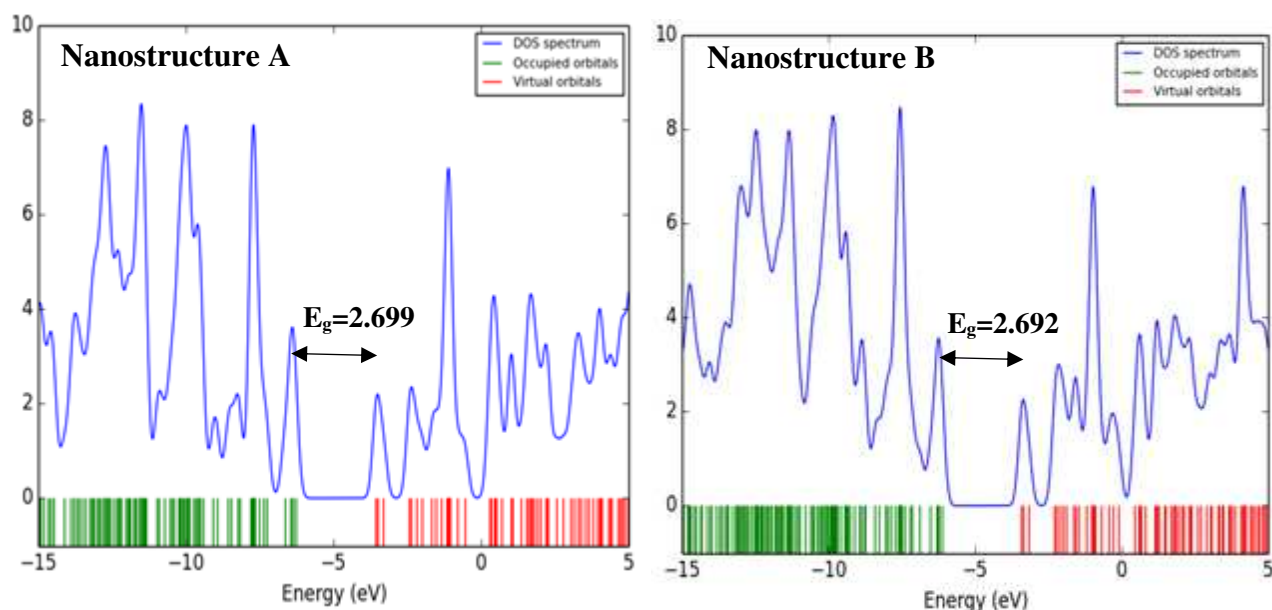 Nanostructure A
DOS spectrum
Occupied orbitals
Virtual orbitals
10
8
6
4
2
0
E_g=2.699
−15 −10 −5 0 5
Energy (eV)
Nanostructure B
DOS spectrum
Occupied orbitals
Virtual orbitals
10
8
6
4
2
0
E_g=2.692
−15 −10 −5 0 5
Energy (eV)